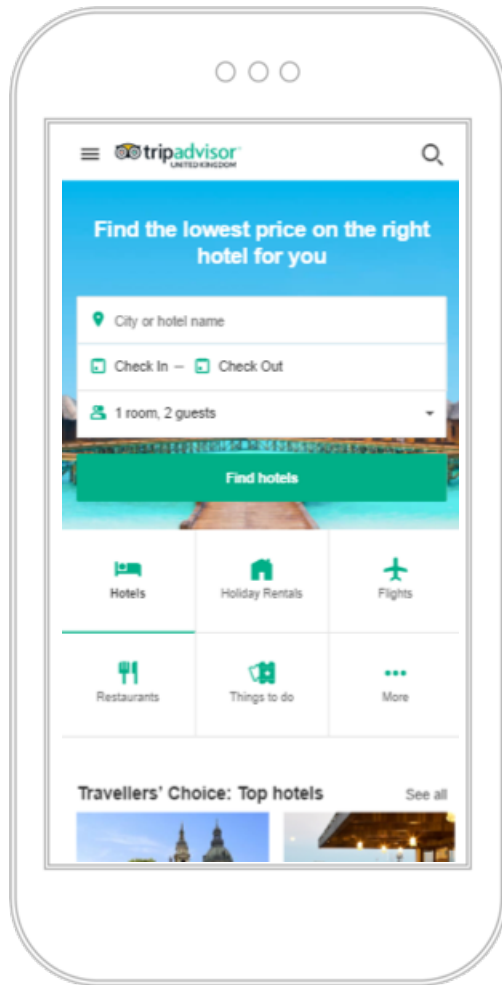 tripadvisor
UNITED KINGDOM
Find the lowest price on the right
hotel for you
City or hotel name
Check In – Check Out
1 room, 2 guests
Find hotels
Hotels
Holiday Rentals
Flights
Restaurants
Things to do
More
Travellers' Choice: Top hotels
See all